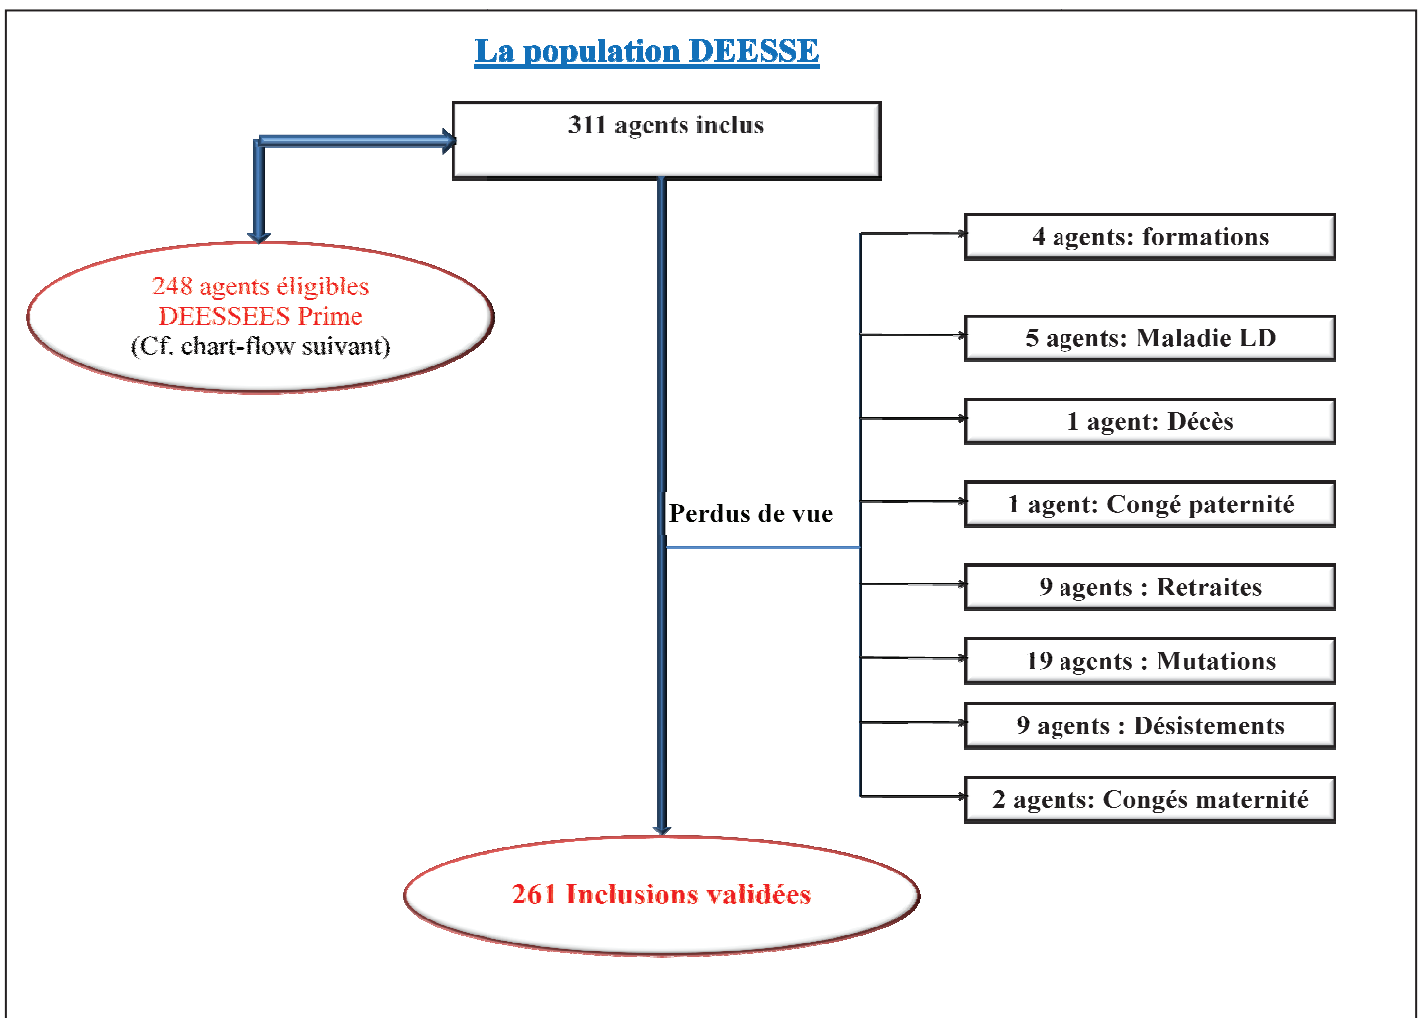 La population DEESSE
311 agents inclus
248 agents éligibles
DEESSEES Prime
(Cf. chart-flow suivant)
4 agents: formations
5 agents: Maladie LD
1 agent: Décès
1 agent: Congé paternité
Perdus de vue
9 agents : Retraites
19 agents : Mutations
9 agents : Désistements
2 agents: Congés maternité
261 Inclusions validées